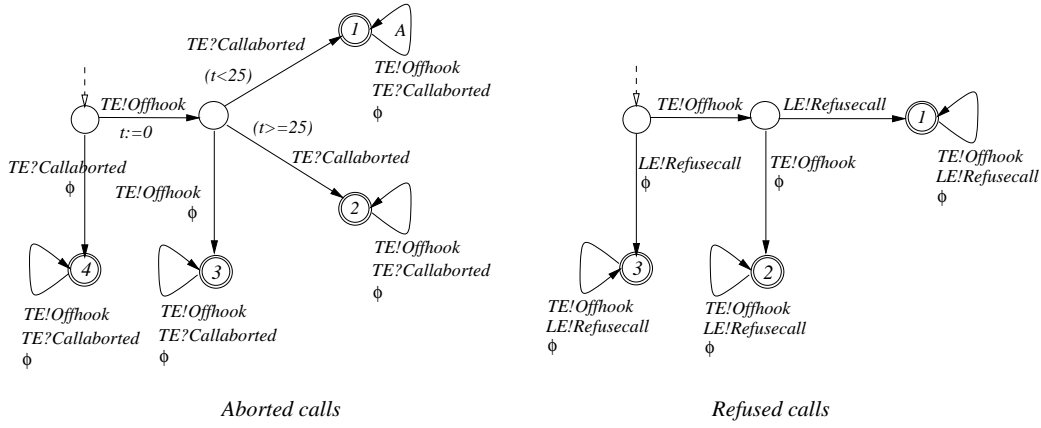 1
A
TE?Callaborted
(t<25)
TE!Offhook
TE?Callaborted
ϕ
TE!Offhook
t:=0
(t>=25)
TE?Callaborted
TE?Callaborted
ϕ
TE!Offhook
ϕ
2
TE!Offhook
TE?Callaborted
ϕ
4
3
TE!Offhook
TE?Callaborted
ϕ
TE!Offhook
TE?Callaborted
ϕ
Aborted calls
TE!Offhook
LE!Refusecall
1
LE!Refusecall
ϕ
TE!Offhook
ϕ
TE!Offhook
LE!Refusecall
ϕ
3
2
TE!Offhook
LE!Refusecall
ϕ
TE!Offhook
LE!Refusecall
ϕ
Refused calls